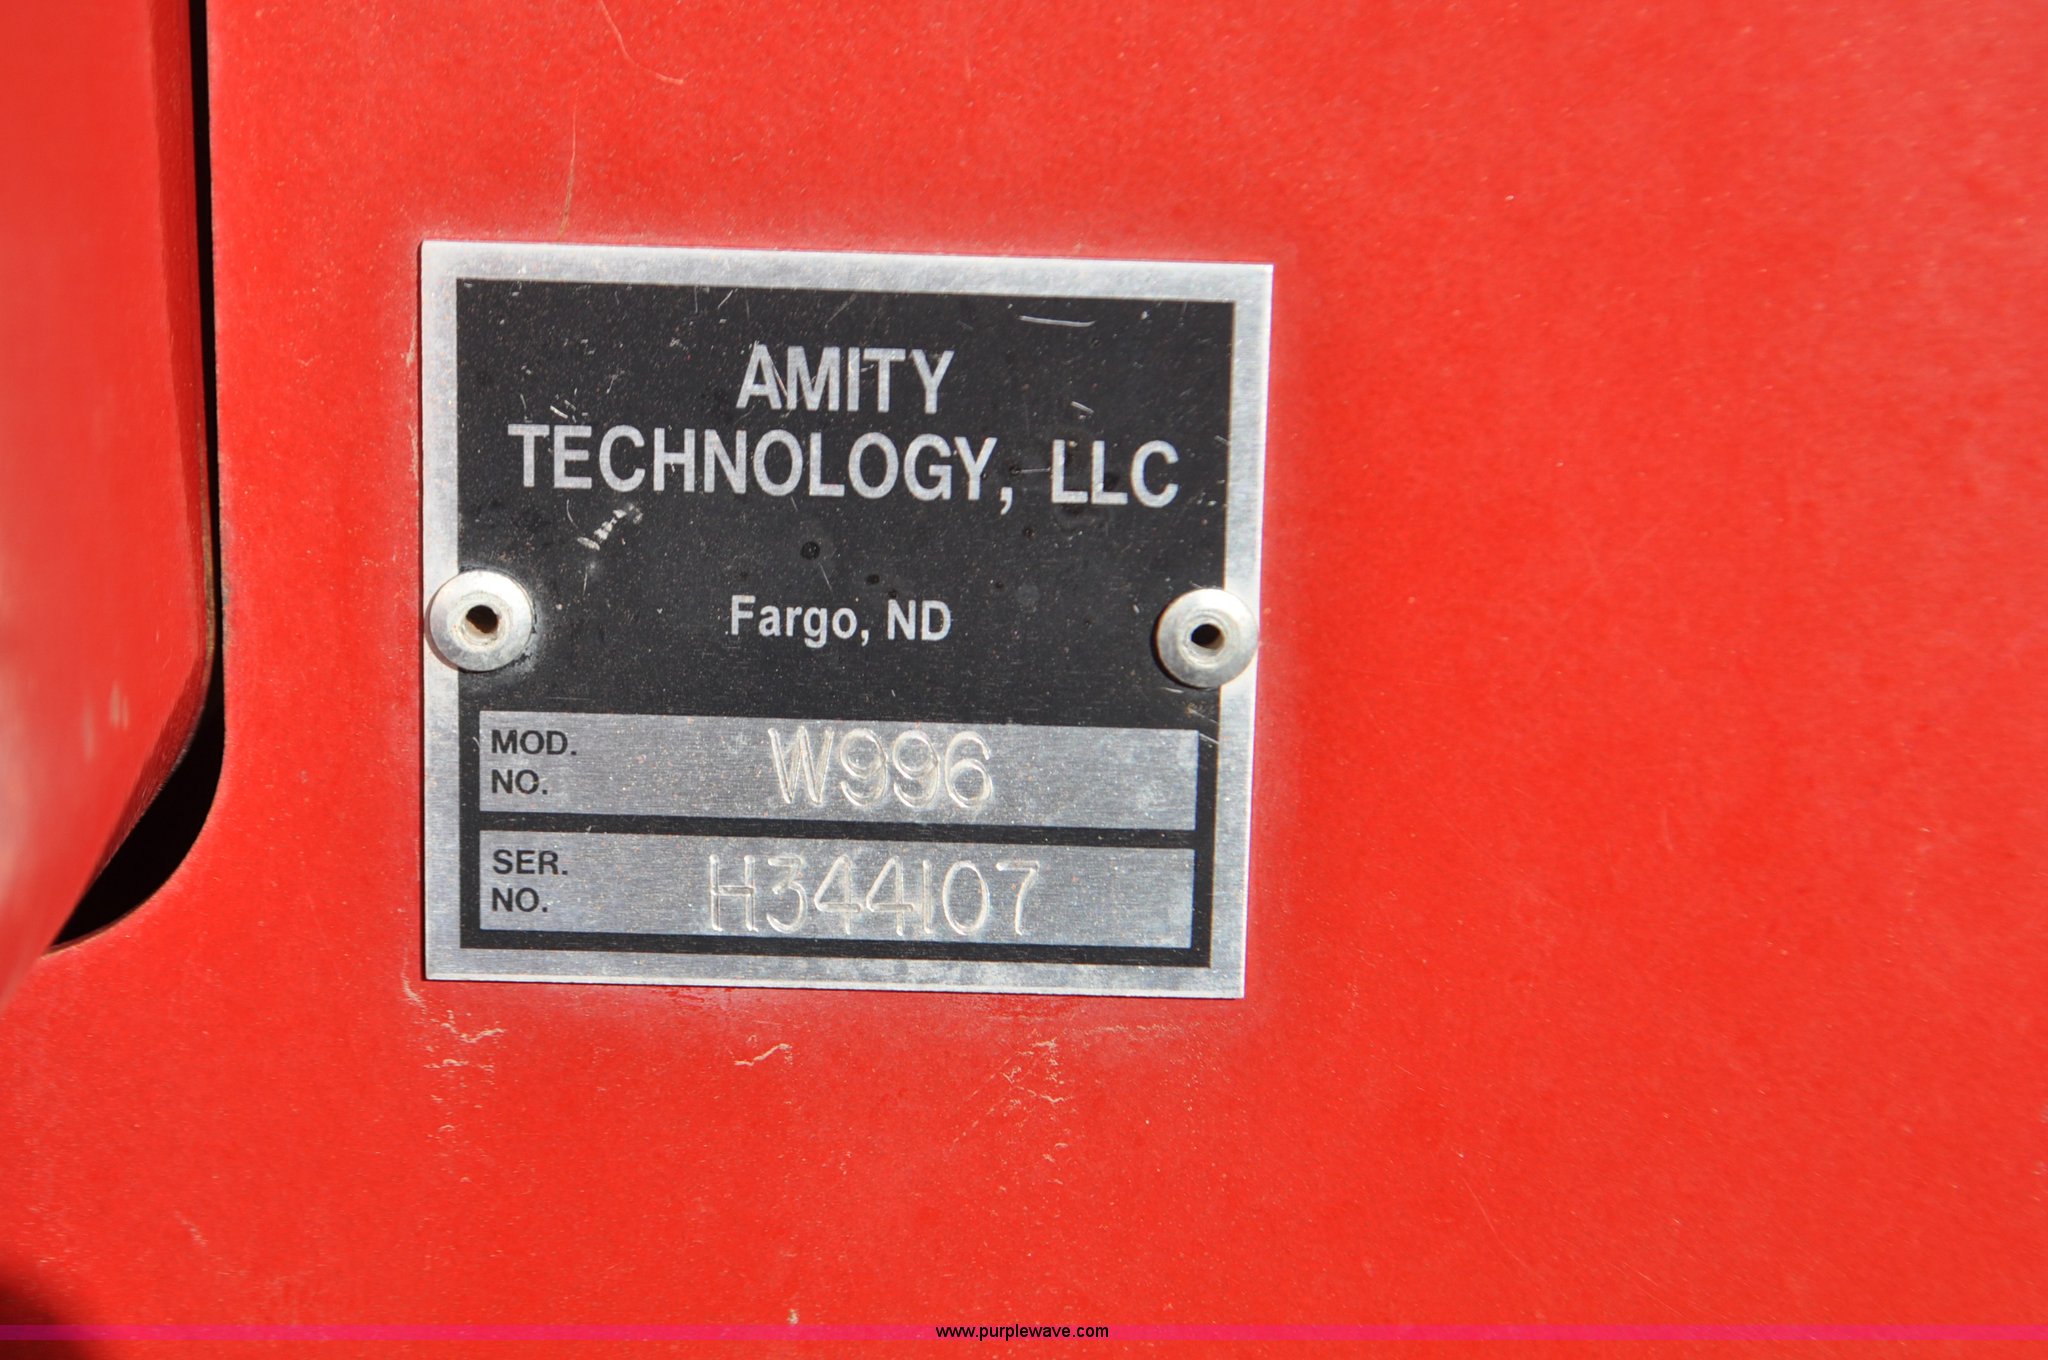 AMITY
TECHNOLOGY, LLC
Fargo, ND
MOD.
NO. W996
SER.
NO. H344107
www.purplewave.com